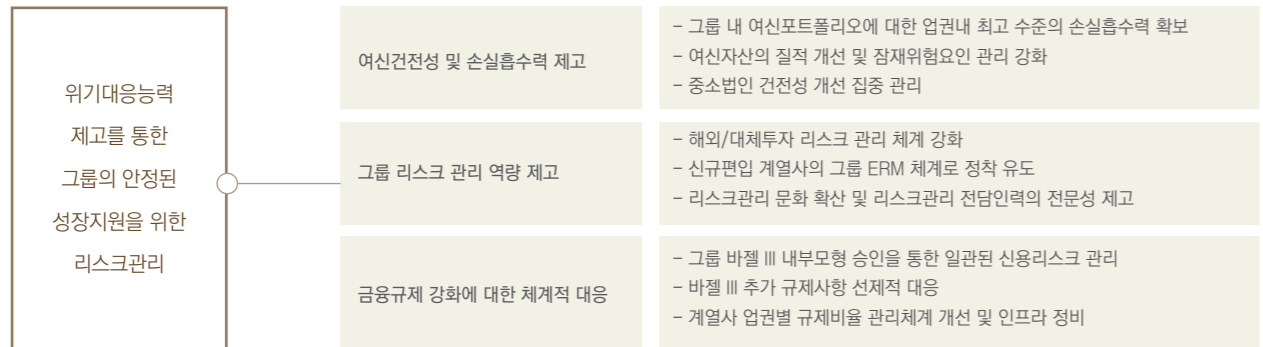 위기대응능력
제고를 통한
그룹의 안정된
성장지원을 위한
리스크관리
여신건전성 및 손실흡수력 제고
- 그룹 내 여신포트폴리오에 대한 업권내 최고 수준의 손실흡수력 확보
- 여신자산의 질적 개선 및 잠재위험요인 관리 강화
- 중소법인 건전성 개선 집중 관리
그룹 리스크 관리 역량 제고
- 해외/대체투자 리스크 관리 체계 강화
- 신규편입 계열사의 그룹 ERM 체계로 정착 유도
- 리스크관리 문화 확산 및 리스크관리 전담인력의 전문성 제고
금융규제 강화에 대한 체계적 대응
- 그룹 바젤 Ⅲ 내부모형 승인을 통한 일관된 신용리스크 관리
- 바젤 Ⅲ 추가 규제사항 선제적 대응
- 계열사 업권별 규제비율 관리체계 개선 및 인프라 정비